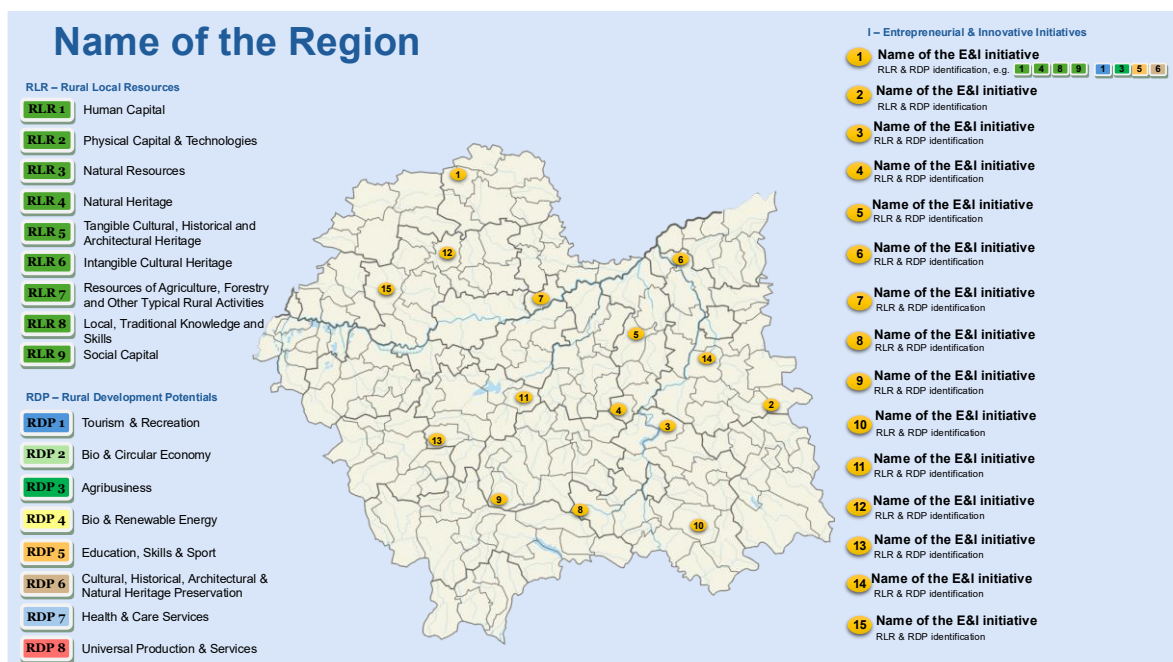 Name of the Region
RLR – Rural Local Resources
RLR 1 Human Capital
RLR 2 Physical Capital & Technologies
RLR 3 Natural Resources
RLR 4 Natural Heritage
RLR 5 Tangible Cultural, Historical and
Architectural Heritage
RLR 6 Intangible Cultural Heritage
RLR 7 Resources of Agriculture, Forestry
and Other Typical Rural Activities
RLR 8 Local, Traditional Knowledge and
Skills
RLR 9 Social Capital
RDP – Rural Development Potentials
RDP 1 Tourism & Recreation
RDP 2 Bio & Circular Economy
RDP 3 Agribusiness
RDP 4 Bio & Renewable Energy
RDP 5 Education, Skills & Sport
RDP 6 Cultural, Historical, Architectural &
Natural Heritage Preservation
RDP 7 Health & Care Services
RDP 8 Universal Production & Services
1
12
6
15
7
5
14
11
2
4
3
13
9
8
10
I – Entrepreneurial & Innovative Initiatives
1 Name of the E&I initiative
RLR & RDP identification, e.g. 1 4 8 9 1 3 5 6
2 Name of the E&I initiative
RLR & RDP identification
3 Name of the E&I initiative
RLR & RDP identification
4 Name of the E&I initiative
RLR & RDP identification
5 Name of the E&I initiative
RLR & RDP identification
6 Name of the E&I initiative
RLR & RDP identification
7 Name of the E&I initiative
RLR & RDP identification
8 Name of the E&I initiative
RLR & RDP identification
9 Name of the E&I initiative
RLR & RDP identification
10 Name of the E&I initiative
RLR & RDP identification
11 Name of the E&I initiative
RLR & RDP identification
12 Name of the E&I initiative
RLR & RDP identification
13 Name of the E&I initiative
RLR & RDP identification
14 Name of the E&I initiative
RLR & RDP identification
15 Name of the E&I initiative
RLR & RDP identification